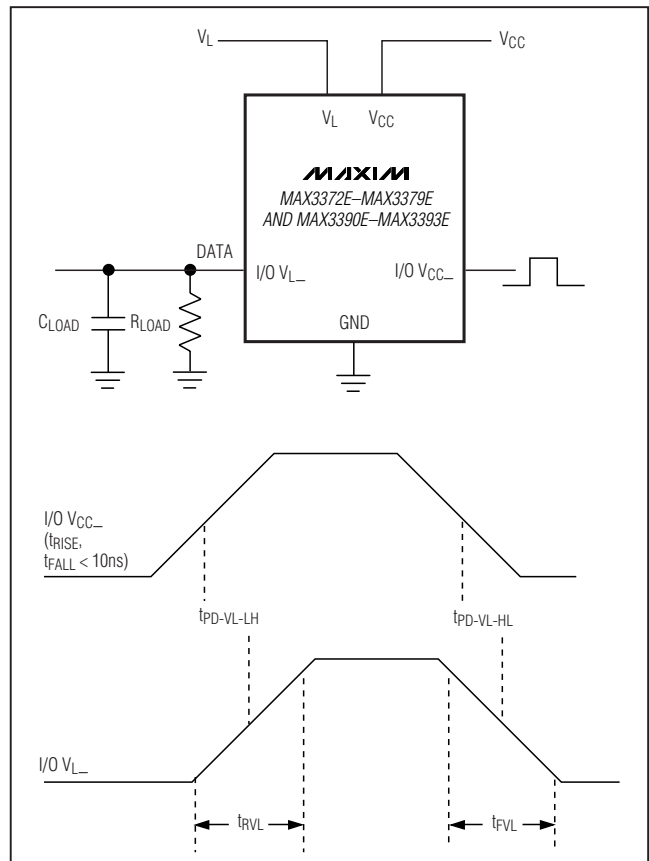 VL VCC
VL VCC
MAXIM
MAX3372E–MAX3379E
AND MAX3390E–MAX3393E
DATA
I/O VL_ I/O VCC_
CLOAD RLOAD
GND
I/O VCC_
(tRISE,
tFALL < 10ns)
tPD-VL-LH tPD-VL-HL
I/O VL_
tRVL tFVL